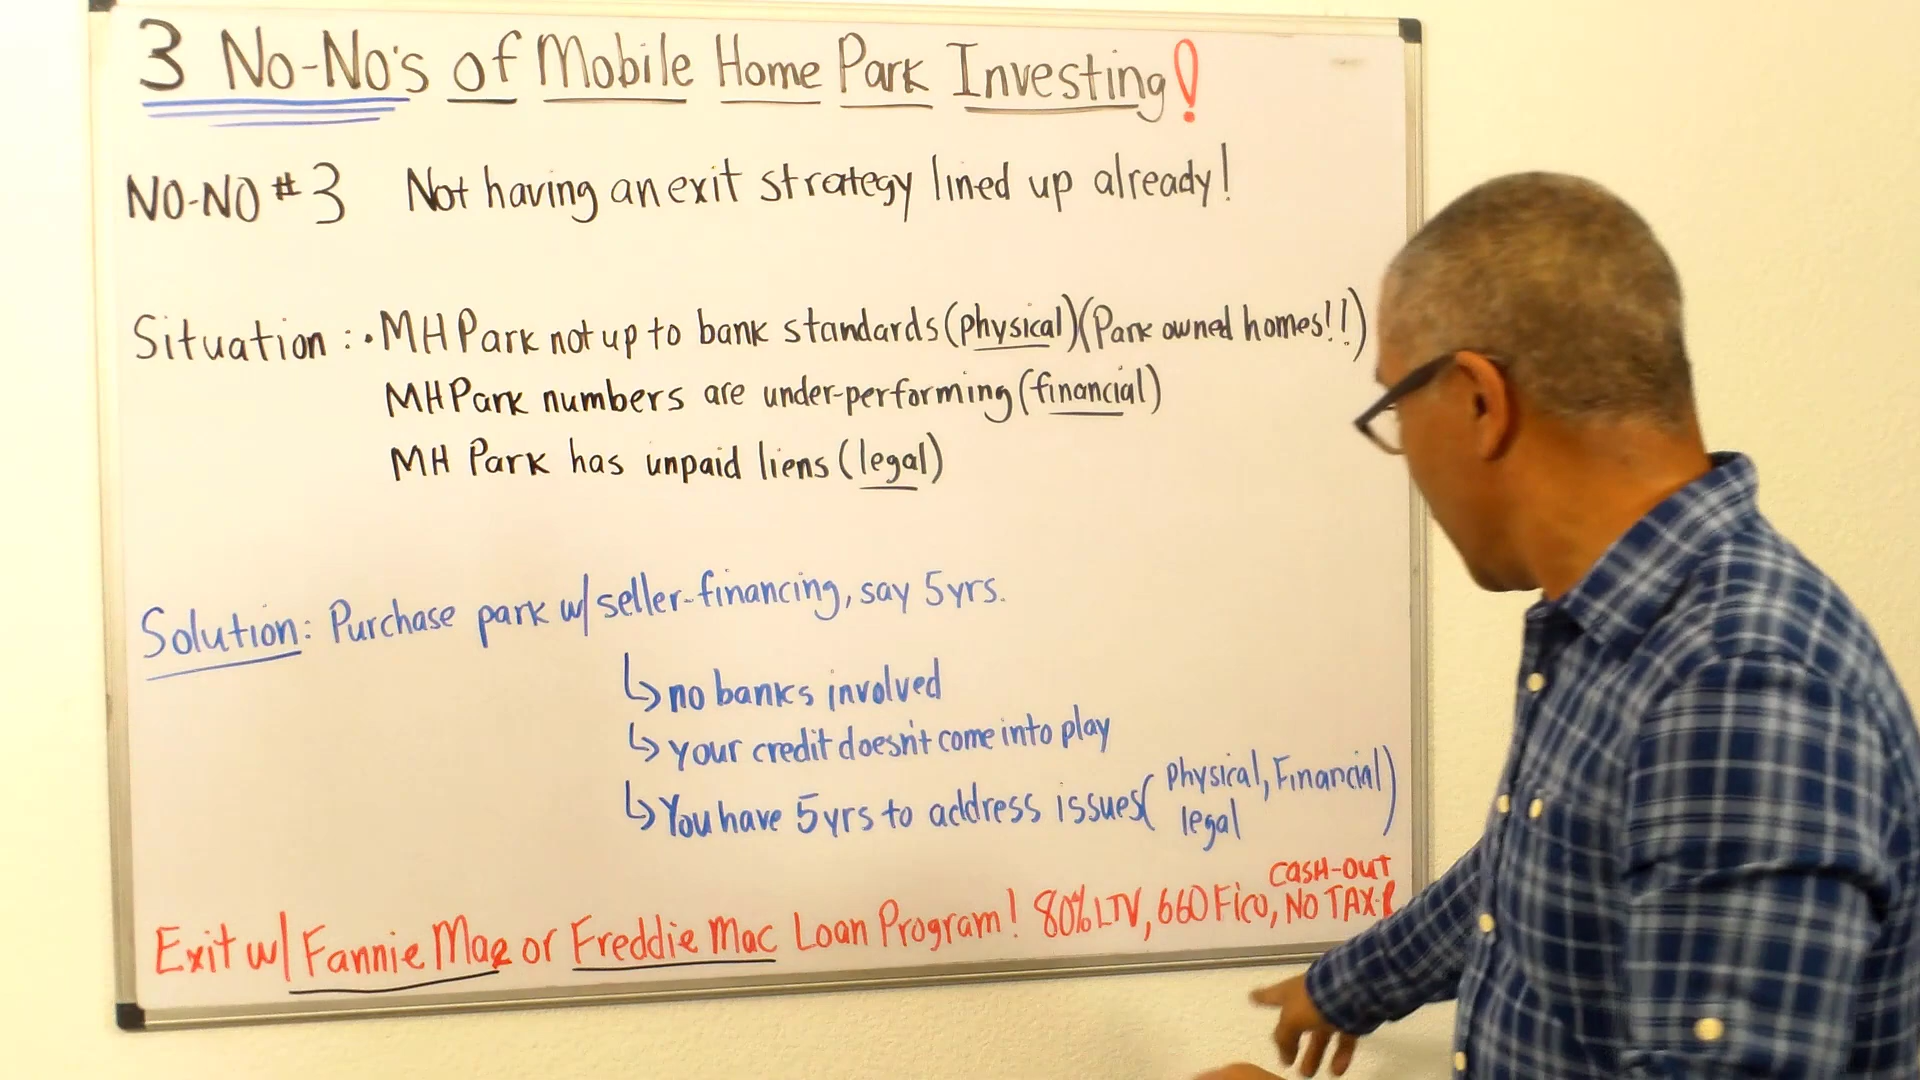 3 No-No's of Mobile Home Park Investing!
NO-NO #3 Not having an exit strategy lined up already!
Situation: • MH Park not up to bank standards (physical) (Park owned homes!!)
MH Park numbers are under-performing (financial)
MH Park has unpaid liens (legal)
Solution: Purchase park w/ seller-financing, say 5yrs.
↳ no banks involved
↳ your credit doesn't come into play
↳ You have 5yrs to address issues (physical, Financial
legal)
CASH-OUT
Exit w/ Fannie Mae or Freddie Mac Loan Program! 80% LTV, 660 Fico, NO TAX-R